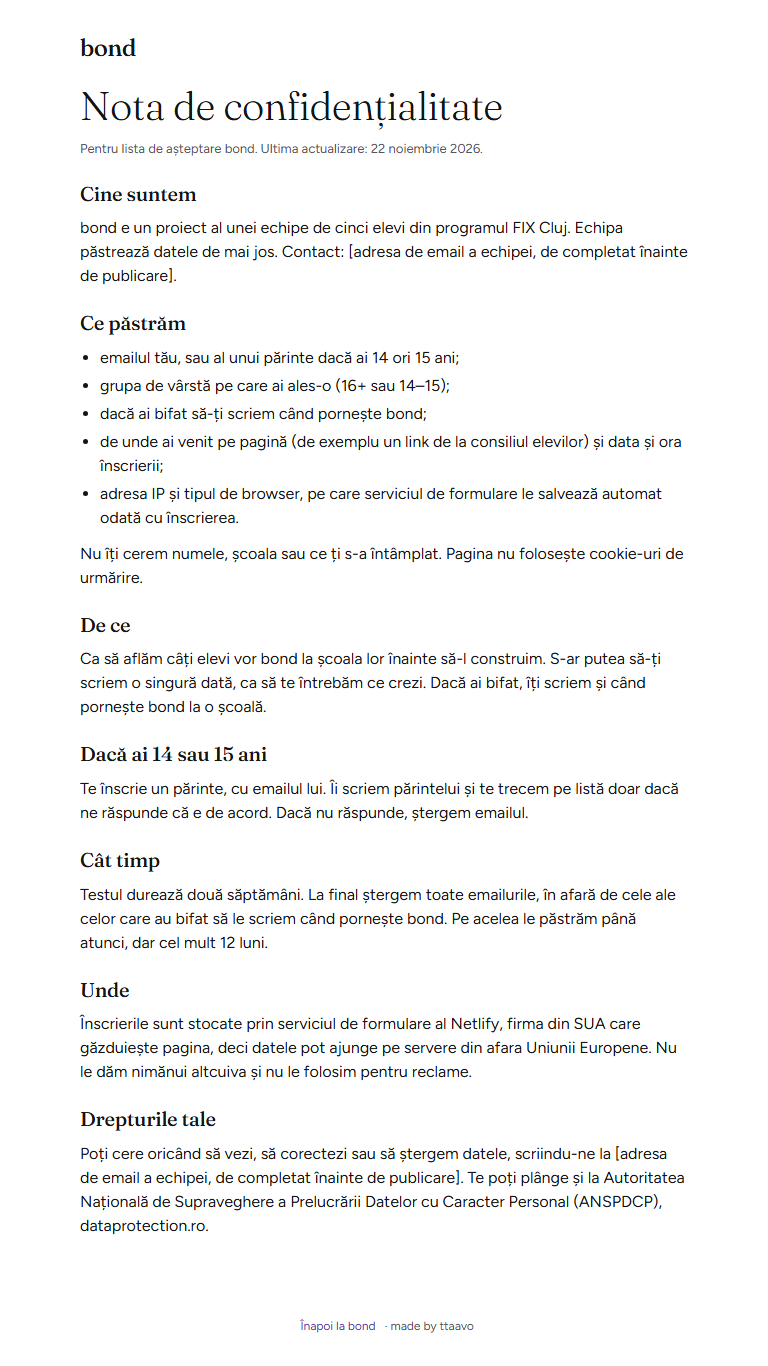 bond
Nota de confidențialitate
Pentru lista de așteptare bond. Ultima actualizare: 22 noiembrie 2026.
Cine suntem
bond e un proiect al unei echipe de cinci elevi din programul FIX Cluj. Echipa
păstrează datele de mai jos. Contact: [adresa de email a echipei, de completat înainte
de publicare].
Ce păstrăm
• emailul tău, sau al unui părinte dacă ai 14 ori 15 ani;
• grupa de vârstă pe care ai ales-o (16+ sau 14–15);
• dacă ai bifat să-ți scriem când pornește bond;
• de unde ai venit pe pagină (de exemplu un link de la consiliul elevilor) și data și ora
înscrierii;
• adresa IP și tipul de browser, pe care serviciul de formulare le salvează automat
odată cu înscrierea.
Nu îți cerem numele, școala sau ce ți s-a întâmplat. Pagina nu folosește cookie-uri de
urmărire.
De ce
Ca să aflăm câți elevi vor bond la școala lor înainte să-l construim. S-ar putea să-ți
scriem o singură dată, ca să te întrebăm ce crezi. Dacă ai bifat, îți scriem și când
pornește bond la o școală.
Dacă ai 14 sau 15 ani
Te înscrie un părinte, cu emailul lui. Îi scriem părintelui și te trecem pe listă doar dacă
ne răspunde că e de acord. Dacă nu răspunde, ștergem emailul.
Cât timp
Testul durează două săptămâni. La final ștergem toate emailurile, în afară de cele ale
celor care au bifat să le scriem când pornește bond. Pe acelea le păstrăm până
atunci, dar cel mult 12 luni.
Unde
Înscrierile sunt stocate prin serviciul de formulare al Netlify, firma din SUA care
găzduiește pagina, deci datele pot ajunge pe servere din afara Uniunii Europene. Nu
le dăm nimănui altcuiva și nu le folosim pentru reclame.
Drepturile tale
Poți cere oricând să vezi, să corectezi sau să ștergem datele, scriindu-ne la [adresa
de email a echipei, de completat înainte de publicare]. Te poți plânge și la Autoritatea
Națională de Supraveghere a Prelucrării Datelor cu Caracter Personal (ANSPDCP),
dataprotection.ro.
Înapoi la bond · made by ttaavo